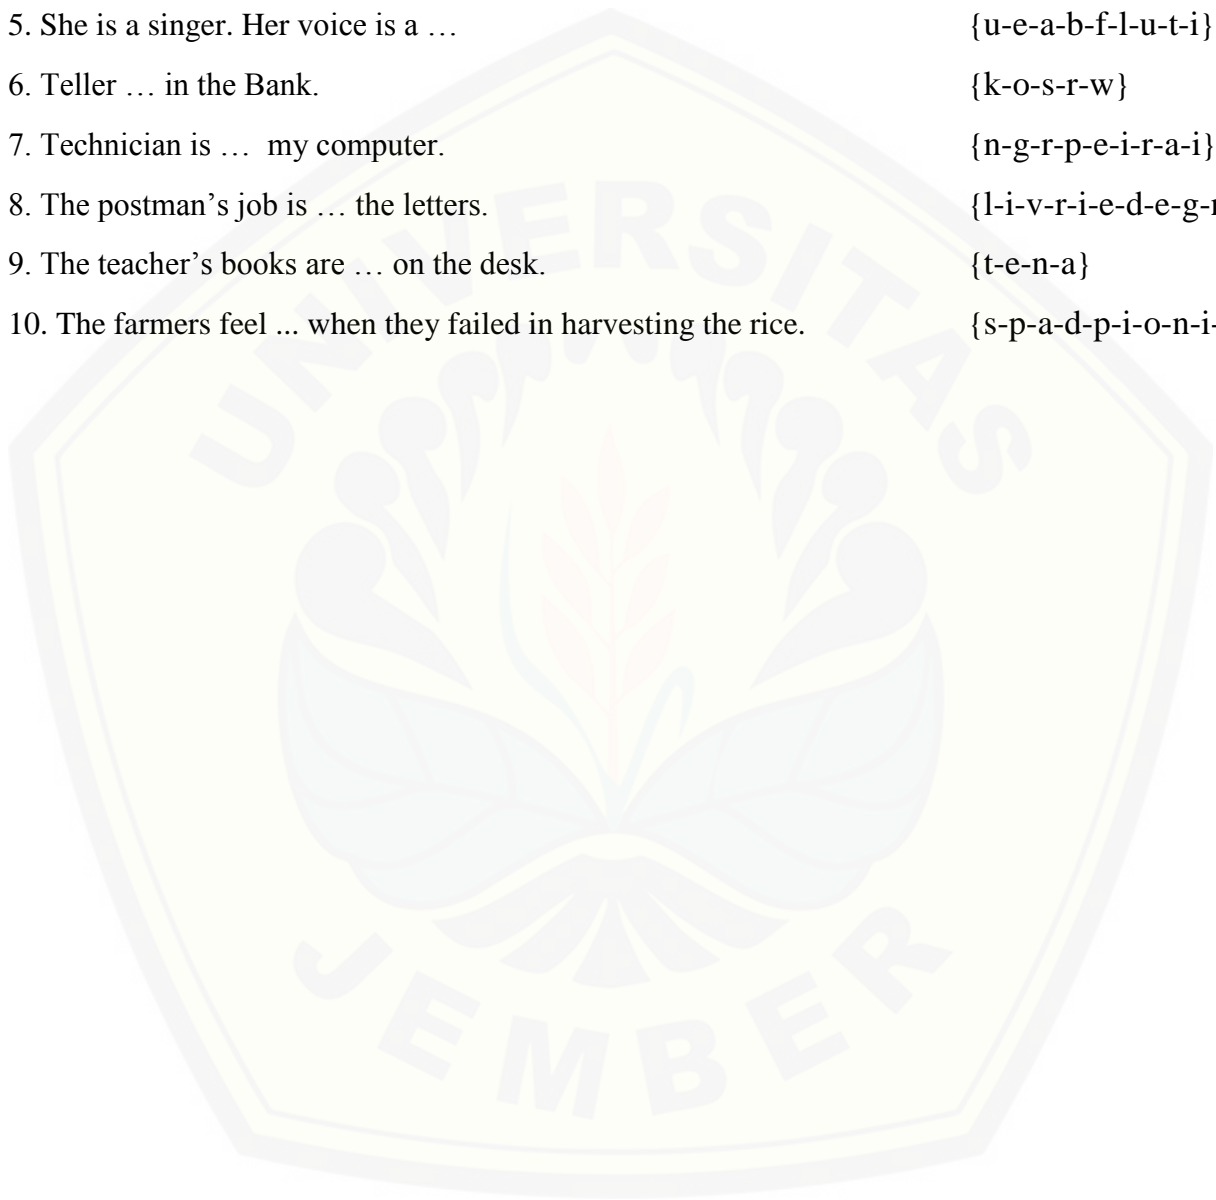 5. She is a singer. Her voice is a … {u-e-a-b-f-l-u-t-i}
6. Teller … in the Bank. {k-o-s-r-w}
7. Technician is … my computer. {n-g-r-p-e-i-r-a-i}
8. The postman’s job is … the letters. {l-i-v-r-i-e-d-e-g-
9. The teacher’s books are … on the desk. {t-e-n-a}
10. The farmers feel ... when they failed in harvesting the rice. {s-p-a-d-p-i-o-n-i-
UNIVERSITAS
JEMBER